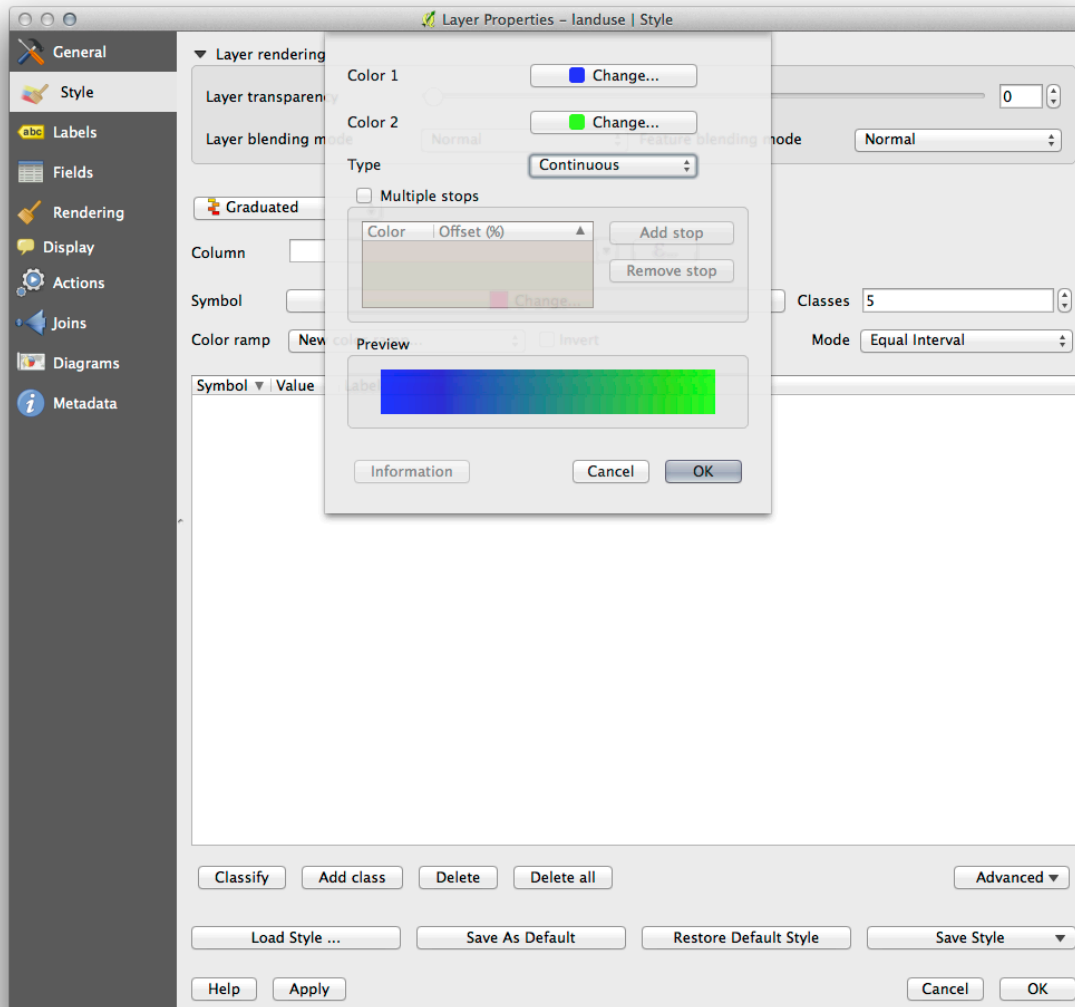 Layer Properties – landuse | Style
General
Style
Labels
Fields
Rendering
Display
Actions
Joins
Diagrams
Metadata
Layer rendering
Layer transparency
0
Layer blending mode
Normal
Feature blending mode
Normal
Color 1
Change...
Color 2
Change...
Type
Continuous
Multiple stops
Color
Offset (%)
Add stop
Remove stop
Preview
Information
Cancel
OK
Graduated
Column
Symbol
Change...
Classes
5
Color ramp
New color ramp...
Invert
Mode
Equal Interval
Symbol
Value
Label
Classify
Add class
Delete
Delete all
Advanced
Load Style ...
Save As Default
Restore Default Style
Save Style
Help
Apply
Cancel
OK
abc